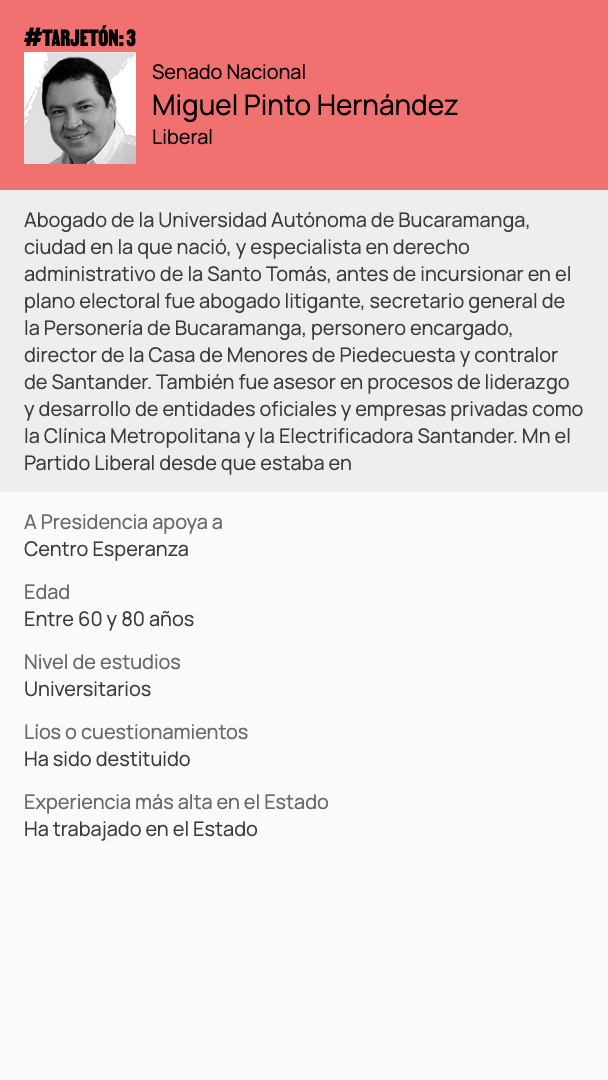 #TARJETÓN: 3
Senado Nacional
Miguel Pinto Hernández
Liberal
Abogado de la Universidad Autónoma de Bucaramanga,
ciudad en la que nació, y especialista en derecho
administrativo de la Santo Tomás, antes de incursionar en el
plano electoral fue abogado litigante, secretario general de
la Personería de Bucaramanga, personero encargado,
director de la Casa de Menores de Piedecuesta y contralor
de Santander. También fue asesor en procesos de liderazgo
y desarrollo de entidades oficiales y empresas privadas como
la Clínica Metropolitana y la Electrificadora Santander. Mn el
Partido Liberal desde que estaba en
A Presidencia apoya a
Centro Esperanza
Edad
Entre 60 y 80 años
Nivel de estudios
Universitarios
Líos o cuestionamientos
Ha sido destituido
Experiencia más alta en el Estado
Ha trabajado en el Estado